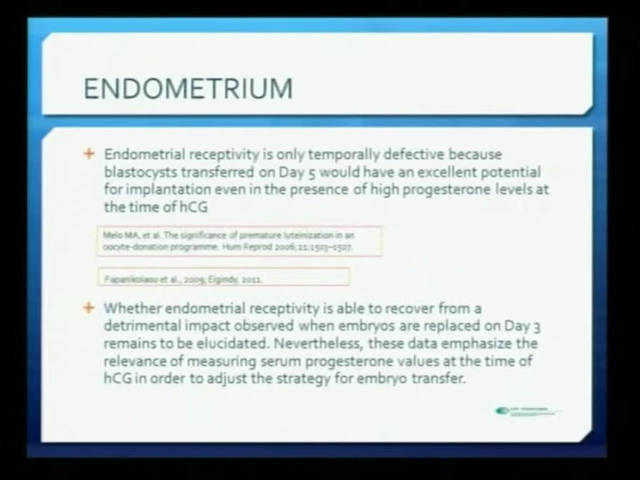 ENDOMETRIUM
Endometrial receptivity is only temporally defective because
blastocysts transferred on Day 5 would have an excellent potential
for implantation even in the presence of high progesterone levels at
the time of hCG
Melo MA, et al. The significance of premature luteinization in an
oocyte-donation programme. Hum Reprod 2006;11:1503–1507.
Papanikolaou et al., 2009; Elgindy, 2011.
Whether endometrial receptivity is able to recover from a
detrimental impact observed when embryos are replaced on Day 3
remains to be elucidated. Nevertheless, these data emphasize the
relevance of measuring serum progesterone values at the time of
hCG in order to adjust the strategy for embryo transfer.